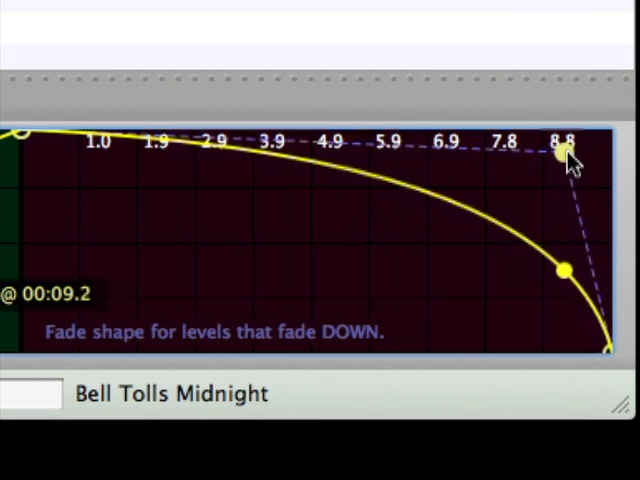 1.0 1.9 2.9 3.9 4.9 5.9 6.9 7.8 8.8
@ 00:09.2
Fade shape for levels that fade DOWN.
Bell Tolls Midnight